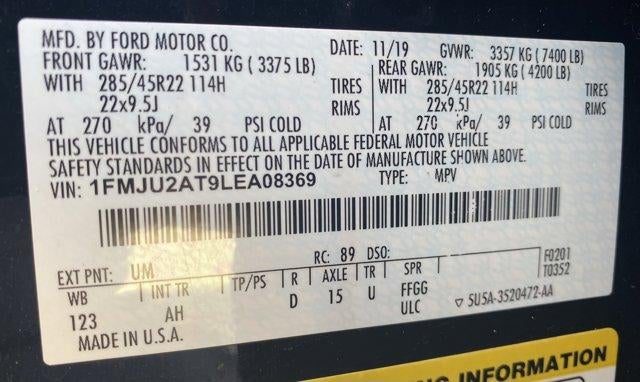 MFD. BY FORD MOTOR CO. DATE: 11/19 GVWR: 3357 KG (7400 LB)
FRONT GAWR: 1531 KG (3375 LB) REAR GAWR: 1905 KG (4200 LB)
WITH 285/45R22 114H TIRES WITH 285/45R22 114H TIRES
22x9.5J RIMS 22x9.5J RIMS
AT 270 kPa/ 39 PSI COLD AT 270 kPa/ 39 PSI COLD
THIS VEHICLE CONFORMS TO ALL APPLICABLE FEDERAL MOTOR VEHICLE
SAFETY STANDARDS IN EFFECT ON THE DATE OF MANUFACTURE SHOWN ABOVE.
VIN: 1FMJU2AT9LEA08369 TYPE: MPV
EXT PNT: UM RC: 89 DSO: F0201
T0352
WB INT TR TP/PS R AXLE TR SPR
123 AH D 15 U FFGG
ULC ▽ 5U5A-3520472-AA
MADE IN U.S.A.
ING INFORMATION